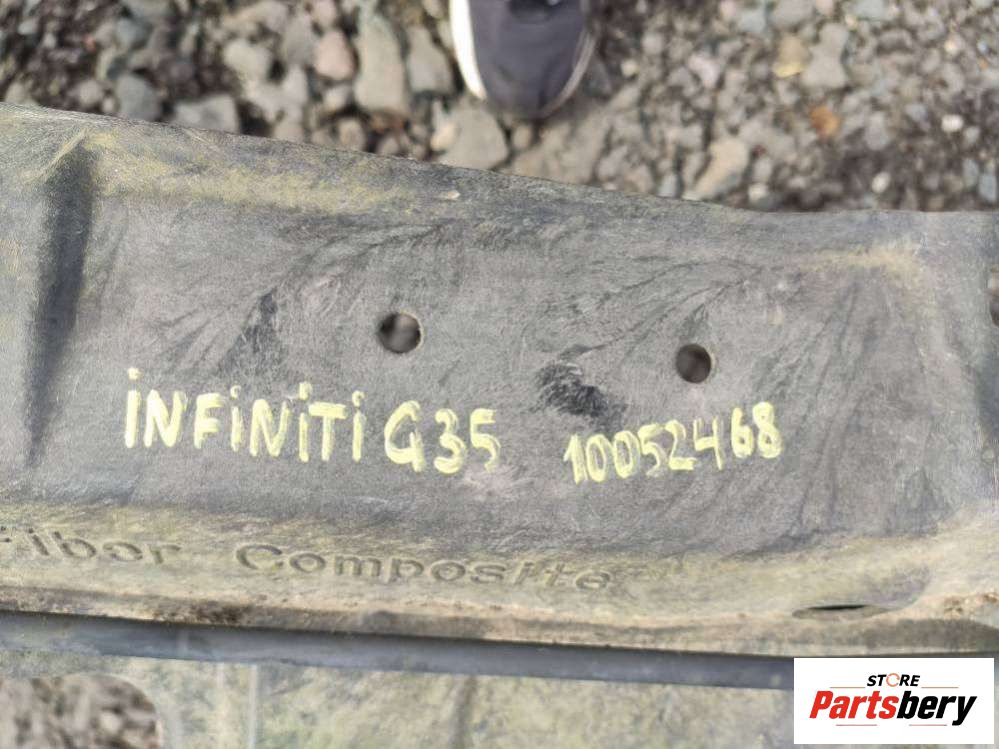 iNFiNiTi G35 10052468
Fiber Composite
STORE
Partsbery